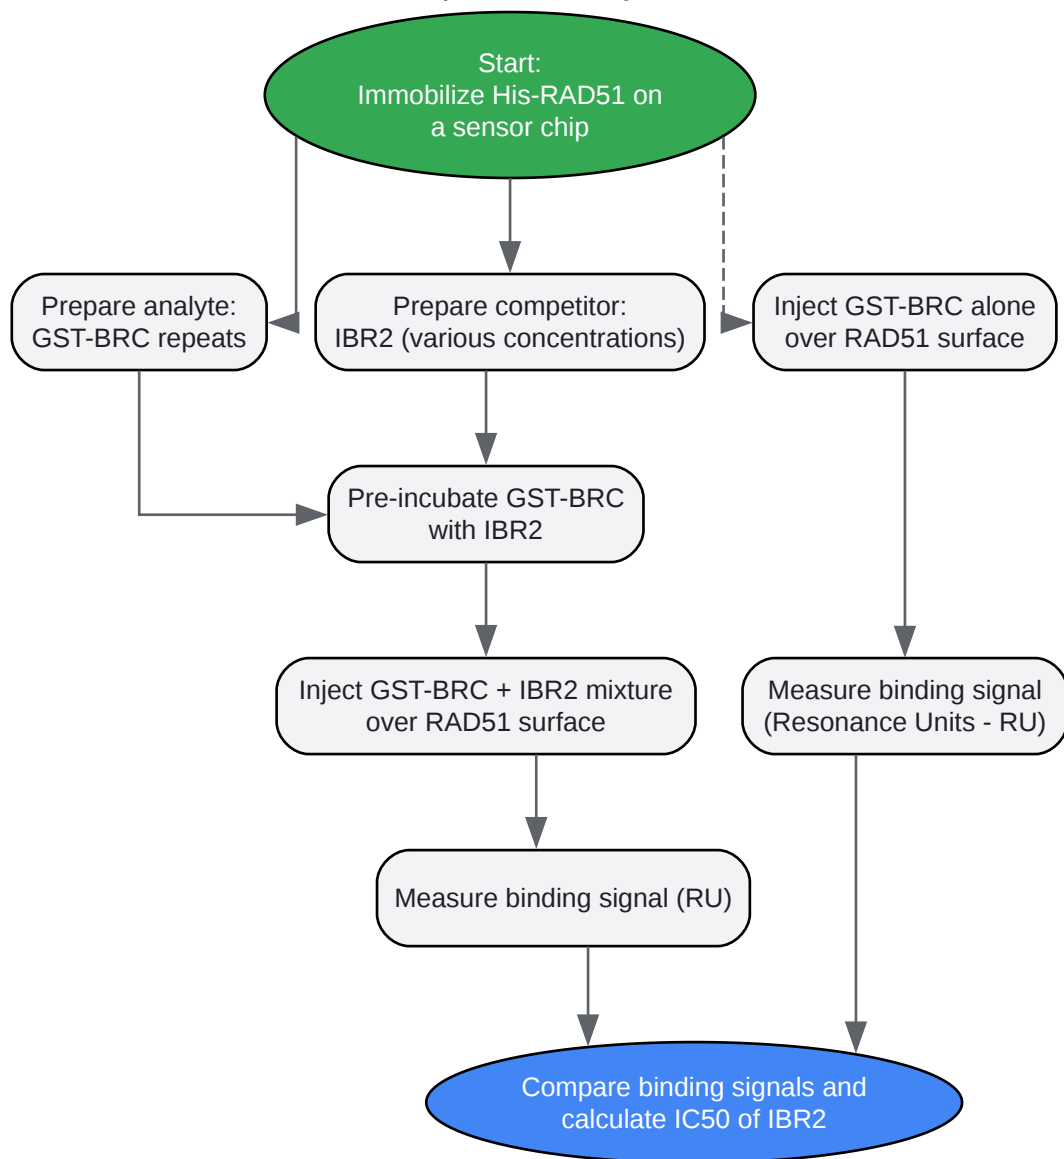 Start:
Immobilize His-RAD51 on
a sensor chip
Prepare analyte:
GST-BRC repeats
Prepare competitor:
IBR2 (various concentrations)
Inject GST-BRC alone
over RAD51 surface
Pre-incubate GST-BRC
with IBR2
Inject GST-BRC + IBR2 mixture
over RAD51 surface
Measure binding signal
(Resonance Units - RU)
Measure binding signal (RU)
Compare binding signals and
calculate IC50 of IBR2